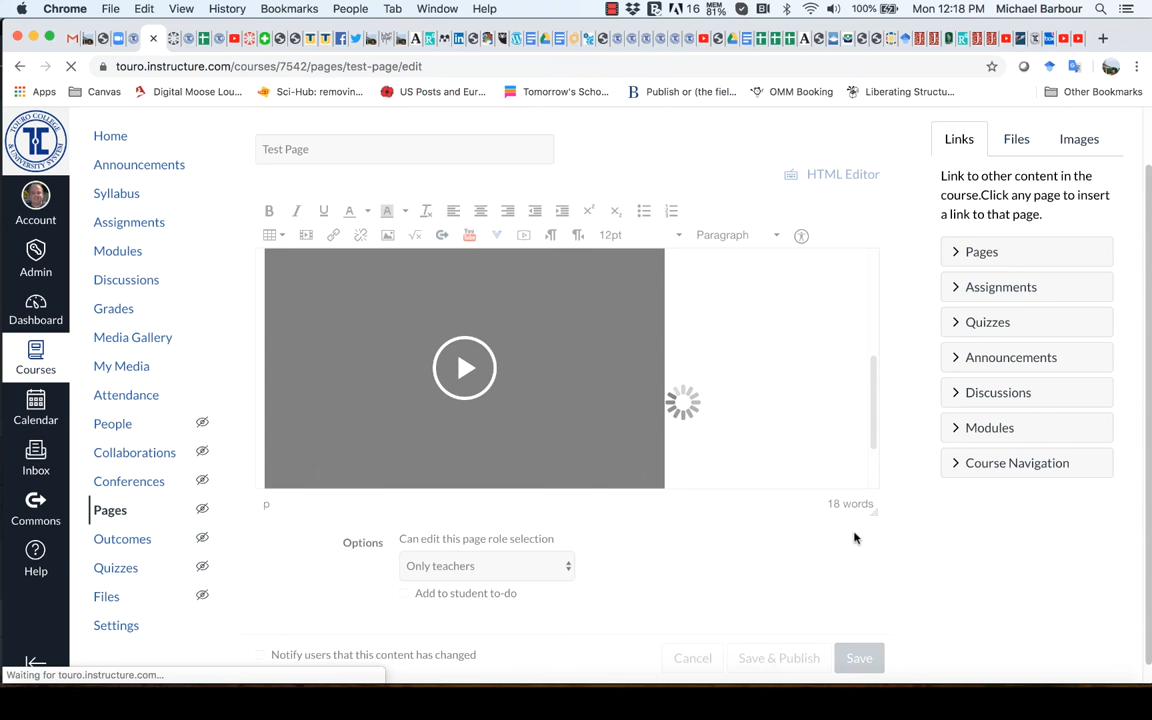 Chrome File Edit View History Bookmarks People Tab Window Help 16 MEM 81% 100% Mon 12:18 PM Michael Barbour
touro.instructure.com/courses/7542/pages/test-page/edit
Apps Canvas Digital Moose Lou... Sci-Hub: removin... US Posts and Eur... Tomorrow's Scho... Publish or (the fiel... OMM Booking Liberating Structu... Other Bookmarks
TOURO COLLEGE & UNIVERSITY SYSTEM
Account
Admin
Dashboard
Courses
Calendar
Inbox
Commons
Help
Home
Announcements
Syllabus
Assignments
Modules
Discussions
Grades
Media Gallery
My Media
Attendance
People
Collaborations
Conferences
Pages
Outcomes
Quizzes
Files
Settings
Test Page
HTML Editor
12pt Paragraph
p 18 words
Options Can edit this page role selection
Only teachers
Add to student to-do
Notify users that this content has changed
Cancel Save & Publish Save
Links Files Images
Link to other content in the
course.Click any page to insert
a link to that page.
Pages
Assignments
Quizzes
Announcements
Discussions
Modules
Course Navigation
Waiting for touro.instructure.com...